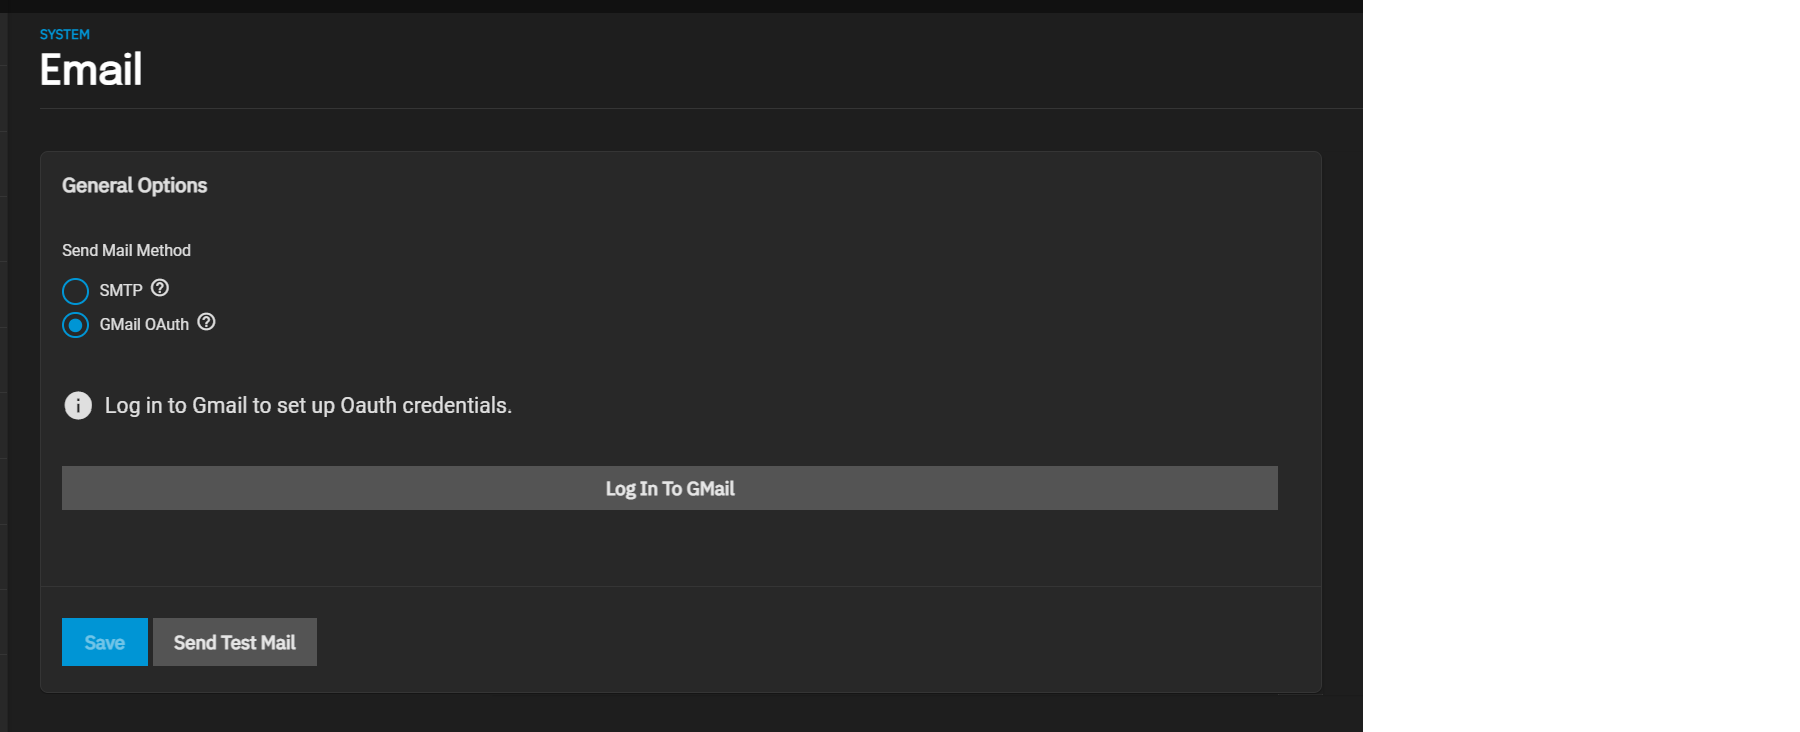 SYSTEM
Email
General Options
Send Mail Method
SMTP
GMail OAuth
Log in to Gmail to set up Oauth credentials.
Log In To GMail
Save Send Test Mail